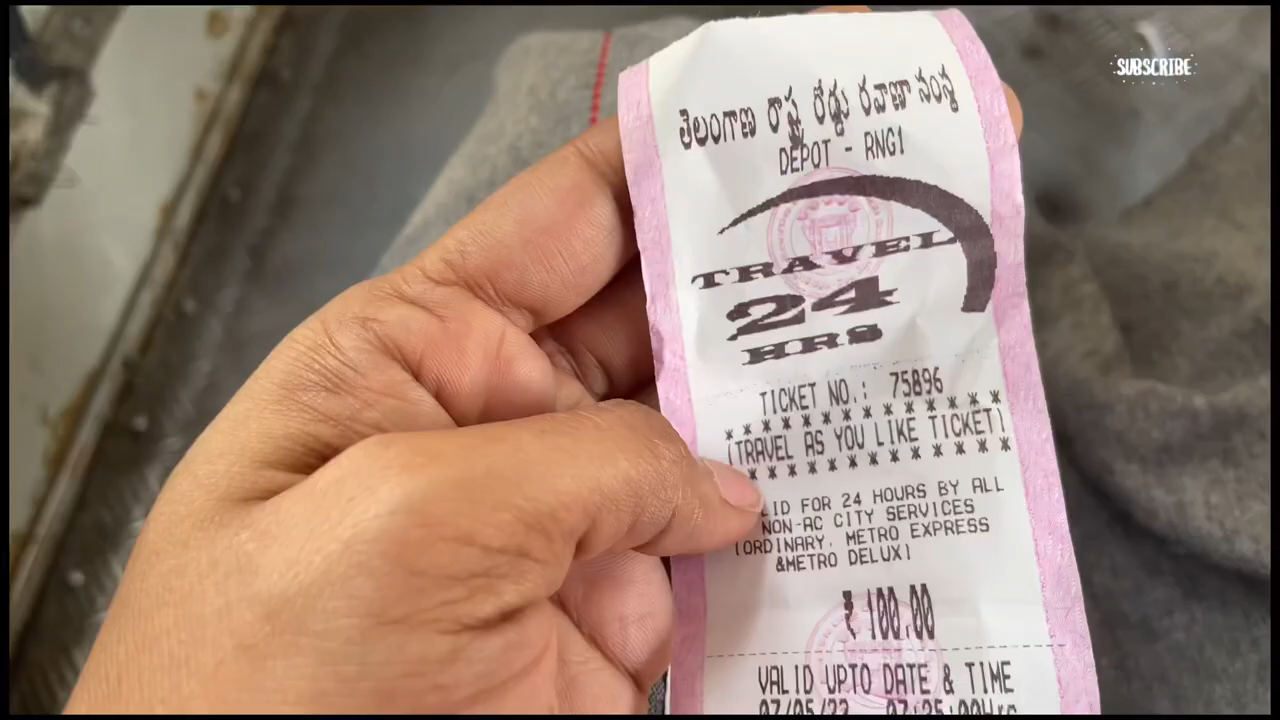 SUBSCRIBE
తెలంగాణ రాష్ట్ర రోడ్డు రవాణా సంస్థ
DEPOT - RNG1
TRAVEL
24
HRS
TICKET NO.: 75896
* * * * * * * * * * * *
(TRAVEL AS YOU LIKE TICKET)
* * * * * * * * * * * *
FOR 24 HOURS BY ALL
NON-AC CITY SERVICES
(ORDINARY, METRO EXPRESS
&METRO DELUX)
₹ 100.00
VALID UPTO DATE & TIME